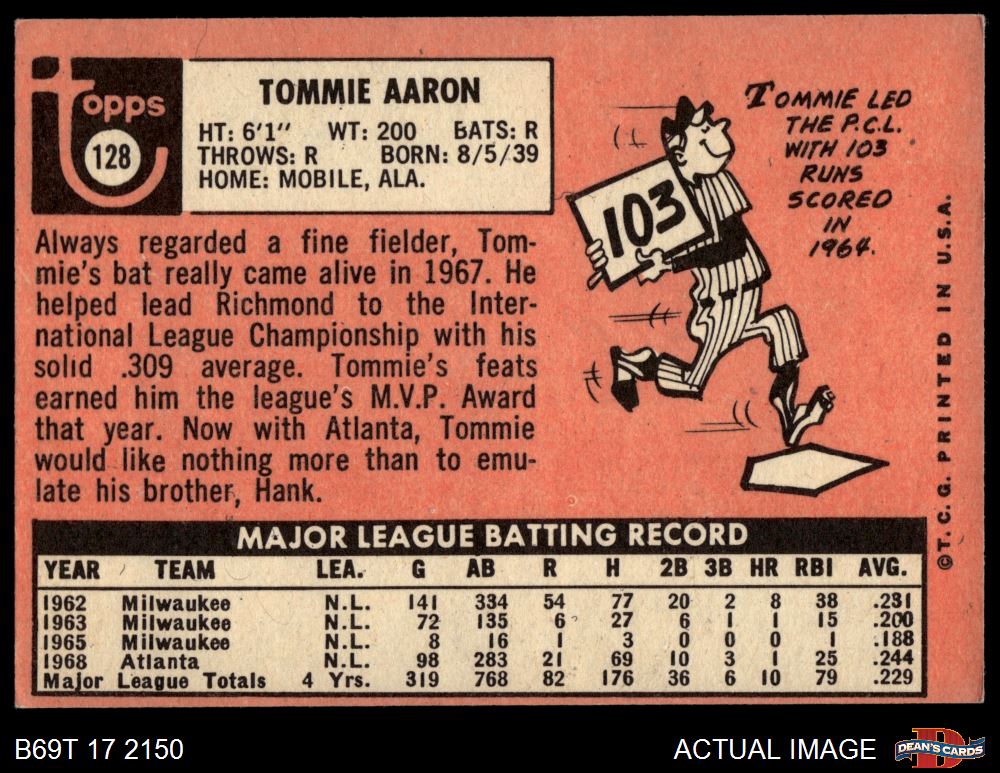 Topps
128
TOMMIE AARON
HT: 6'1" WT: 200 BATS: R
THROWS: R BORN: 8/5/39
HOME: MOBILE, ALA.
Always regarded a fine fielder, Tom-
mie's bat really came alive in 1967. He
helped lead Richmond to the Inter-
national League Championship with his
solid .309 average. Tommie's feats
earned him the league's M.V.P. Award
that year. Now with Atlanta, Tommie
would like nothing more than to emu-
late his brother, Hank.
103
TOMMIE LED
THE P.C.L.
WITH 103
RUNS
SCORED
IN
1964.
©T.C.G. PRINTED IN U.S.A.
MAJOR LEAGUE BATTING RECORD
YEAR TEAM LEA. G AB R H 2B 3B HR RBI AVG.
1962 Milwaukee N.L. 141 334 54 77 20 2 8 38 .231
1963 Milwaukee N.L. 72 135 6 27 6 1 1 15 .200
1965 Milwaukee N.L. 8 16 1 3 0 0 0 1 .188
1968 Atlanta N.L. 98 283 21 69 10 3 1 25 .244
Major League Totals 4 Yrs. 319 768 82 176 36 6 10 79 .229
B69T 17 2150
ACTUAL IMAGE
D
DEAN'S CARDS